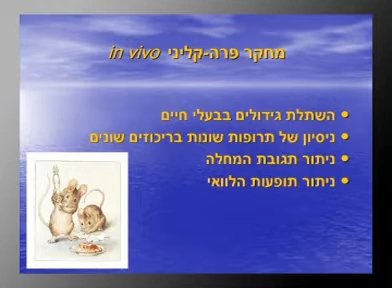 מחקר פרה-קליני in vivo
השתלת גידולים בבעלי חיים
ניסיון של תרופות שונות בריכוזים שונים
ניתור תגובת המחלה
ניתור תופעות הלוואי